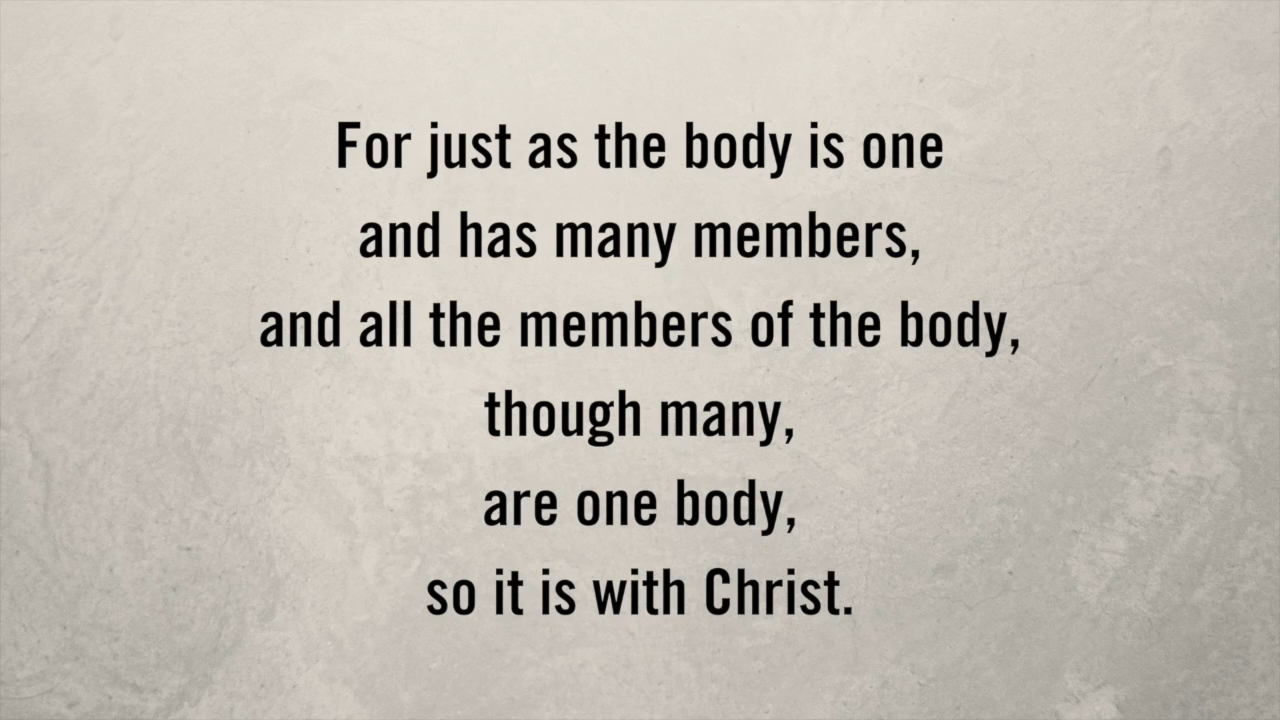 For just as the body is one
and has many members,
and all the members of the body,
though many,
are one body,
so it is with Christ.